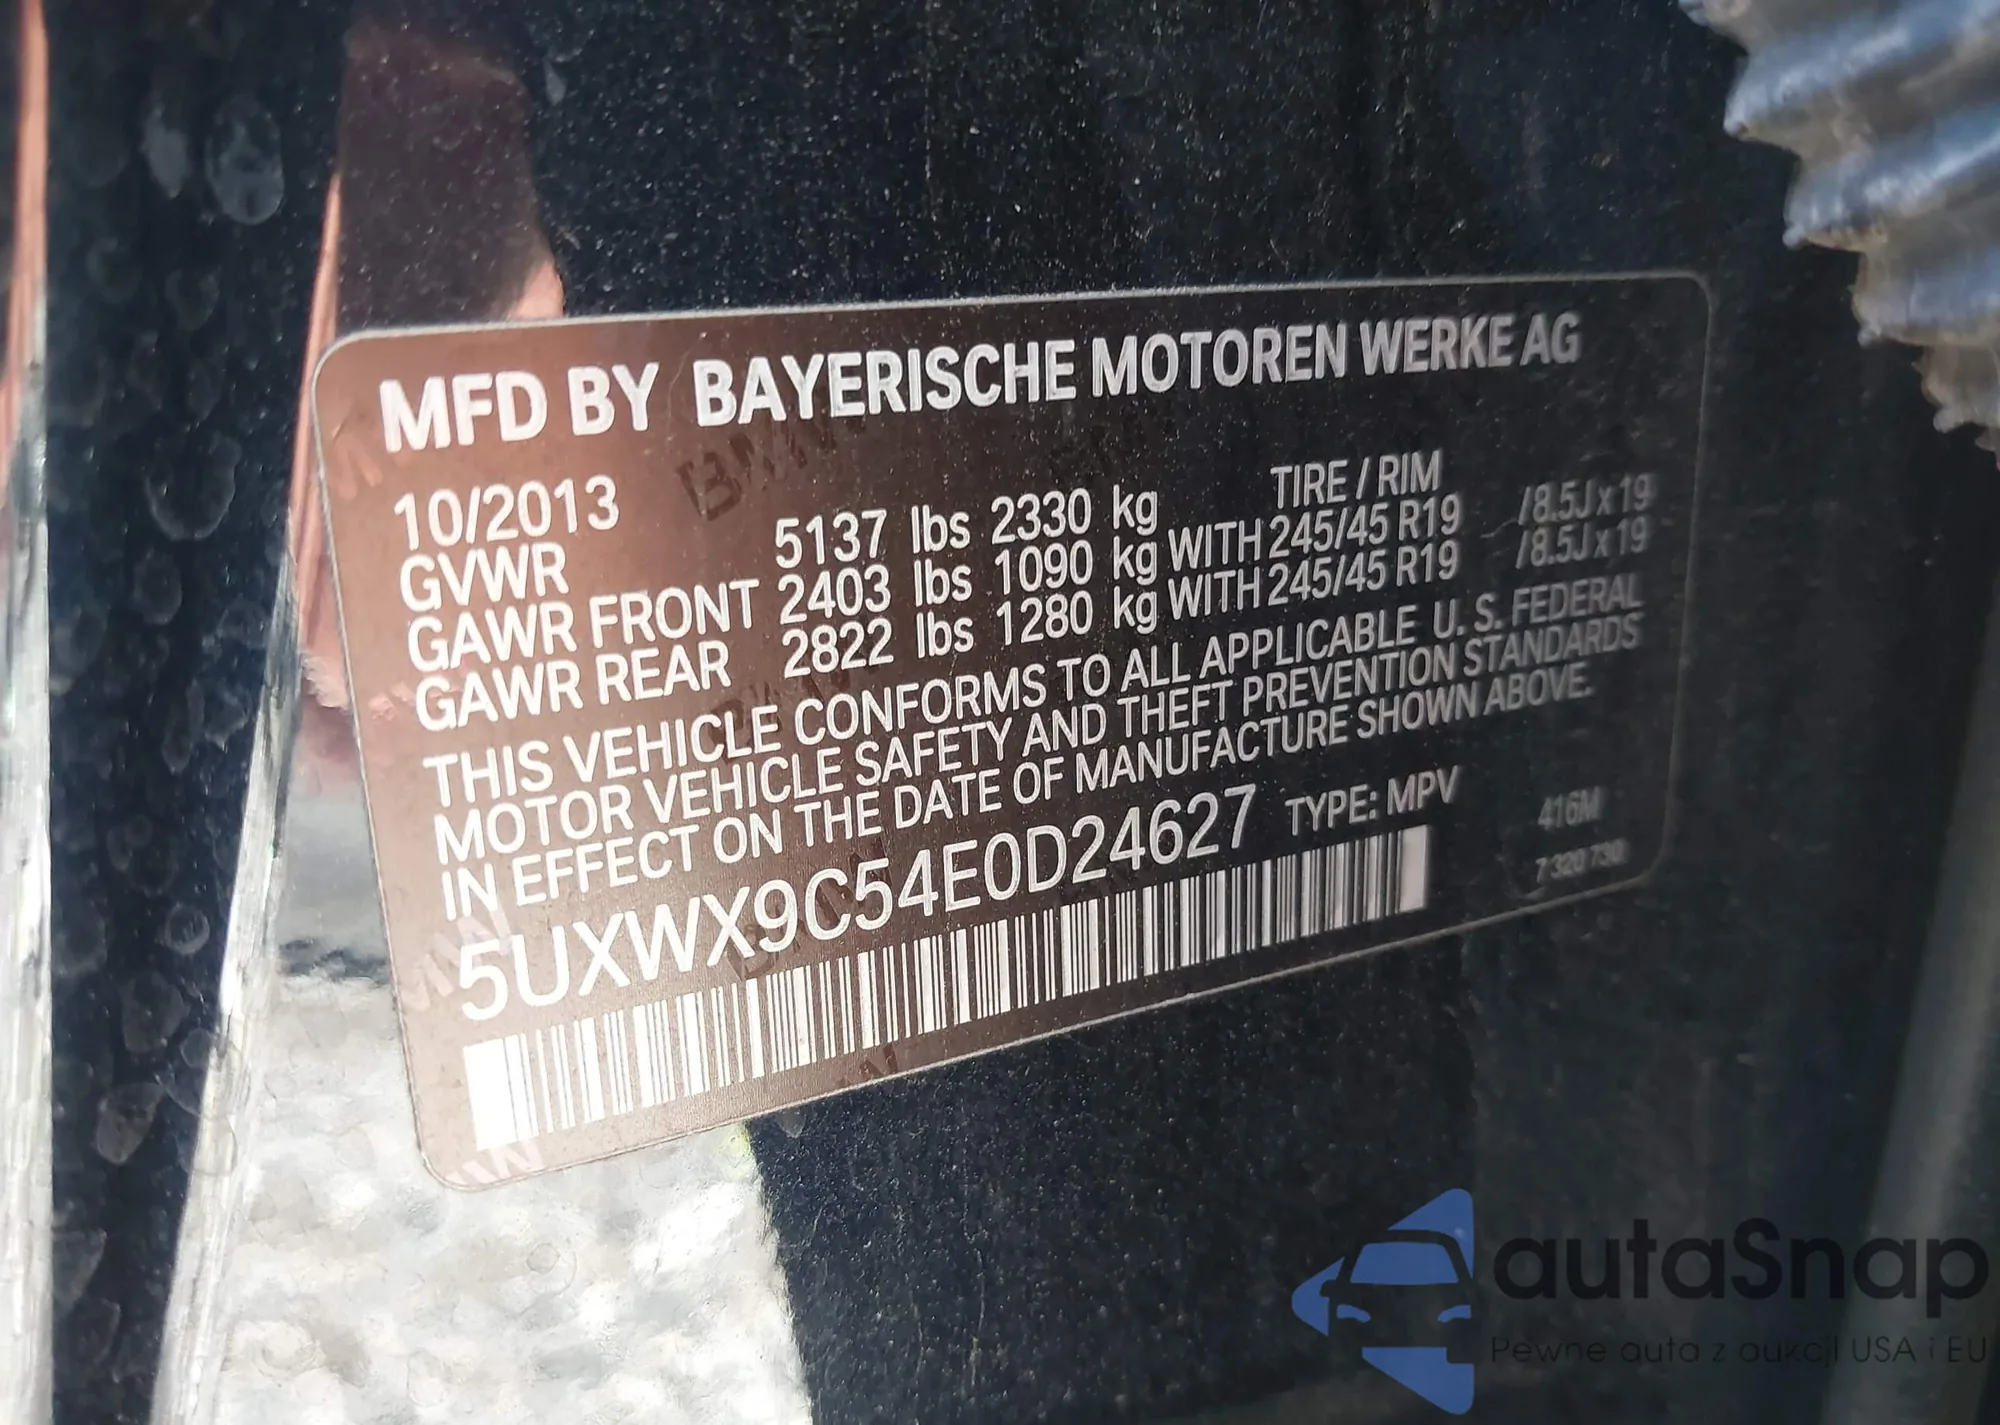 MFD BY BAYERISCHE MOTOREN WERKE AG
10/2013 TIRE / RIM
GVWR 5137 lbs 2330 kg
GAWR FRONT 2403 lbs 1090 kg WITH 245/45 R19 /8.5J x 19
GAWR REAR 2822 lbs 1280 kg WITH 245/45 R19 /8.5J x 19
THIS VEHICLE CONFORMS TO ALL APPLICABLE U. S. FEDERAL
MOTOR VEHICLE SAFETY AND THEFT PREVENTION STANDARDS
IN EFFECT ON THE DATE OF MANUFACTURE SHOWN ABOVE.
5UXWX9C54E0D24627 TYPE: MPV 416M
7 320 730
autaSnap
Pewne auta z aukcji USA i EU